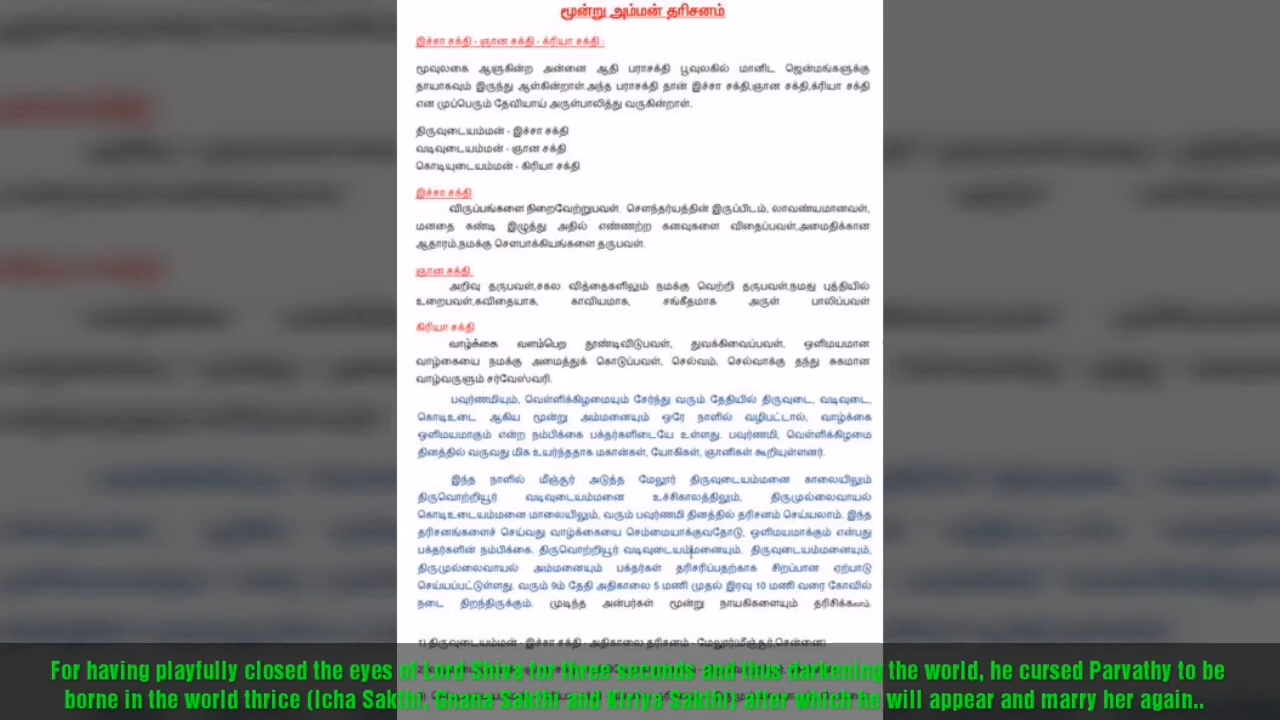 மூன்று அம்மன் தரிசனம்
இச்சா சக்தி - ஞான சக்தி - க்ரியா சக்தி :
மூவுலகை ஆளுகின்ற அன்னை ஆதி பராசக்தி பூவுலகில் மானிட ஜென்மங்களுக்கு
தாயாகவும் இருந்து ஆள்கின்றாள்.அந்த பராசக்தி தான் இச்சா சக்தி,ஞான சக்தி,க்ரியா சக்தி
என முப்பெரும் தேவியாய் அருள்பாலித்து வருகின்றாள்.
திருவுடையம்மன் - இச்சா சக்தி
வடிவுடையம்மன் - ஞான சக்தி
கொடியுடையம்மன் - கிரியா சக்தி
இச்சா சக்தி
விருப்பங்களை நிறைவேற்றுபவள். சௌந்தர்யத்தின் இருப்பிடம், லாவண்யமானவள்,
மனதை சுண்டி இழுத்து அதில் எண்ணற்ற கனவுகளை விதைப்பவள்,அமைதிக்கான
ஆதாரம்,நமக்கு சௌபாக்கியங்களை தருபவள்.
ஞான சக்தி
அறிவு தருபவள்,சகல வித்தைகளிலும் நமக்கு வெற்றி தருபவள்,நமது புத்தியில்
உறைபவள்,கவிதையாக, காவியமாக, சங்கீதமாக அருள் பாலிப்பவள்
கிரியா சக்தி
வாழ்க்கை வளம்பெற தூண்டிவிடுபவள், துவக்கிவைப்பவள், ஒளிமயமான
வாழ்கையை நமக்கு அமைத்துக் கொடுப்பவள், செல்வம், செல்வாக்கு தந்து சுகமான
வாழ்வருளும் சர்வேஸ்வரி.
பவுர்ணமியும், வெள்ளிக்கிழமையும் சேர்ந்து வரும் தேதியில் திருவுடை, வடிவுடை,
கொடிஉடை ஆகிய மூன்று அம்மனையும் ஒரே நாளில் வழிபட்டால், வாழ்க்கை
ஒளிமயமாகும் என்ற நம்பிக்கை பக்தர்களிடையே உள்ளது. பவுர்ணமி, வெள்ளிக்கிழமை
தினத்தில் வருவது மிக உயர்ந்ததாக மகான்கள், யோகிகள், ஞானிகள் கூறியுள்ளனர்.
இந்த நாளில் மீஞ்சூர் அடுத்த மேலூர் திருவுடையம்மனை காலையிலும்
திருவொற்றியூர் வடிவுடையம்மனை உச்சிகாலத்திலும், திருமுல்லைவாயல்
கொடிஉடையம்மனை மாலையிலும், வரும் பவுர்ணமி தினத்தில் தரிசனம் செய்யலாம். இந்த
தரிசனங்களைச் செய்வது வாழ்கையை செம்மையாக்குவதோடு, ஒளிமயமாக்கும் என்பது
பக்தர்களின் நம்பிக்கை. திருவொற்றியூர் வடிவுடையம்மனையும், திருவுடையம்மனையும்,
திருமுல்லைவாயல் அம்மனையும் பக்தர்கள் தரிசரிப்பதற்காக சிறப்பான ஏற்பாடு
செய்யப்பட்டுள்ளது. வரும் 9ம் தேதி அதிகாலை 5 மணி முதல் இரவு 10 மணி வரை கோவில்
நடை திறந்திருக்கும். முடிந்த அன்பர்கள் மூன்று நாயகிகளையும் தரிசிக்கலாம்.
1) திருவுடையம்மன் - இச்சா சக்தி - அதிகாலை தரிசனம் - மேலூர்(மீஞ்சூர்,சென்னை)
For having playfully closed the eyes of Lord Shiva for three seconds and thus darkening the world, he cursed Parvathy to be
borne in the world thrice (Icha Sakthi, Gnana Sakthi and Kiriya Sakthi) after which he will appear and marry her again..